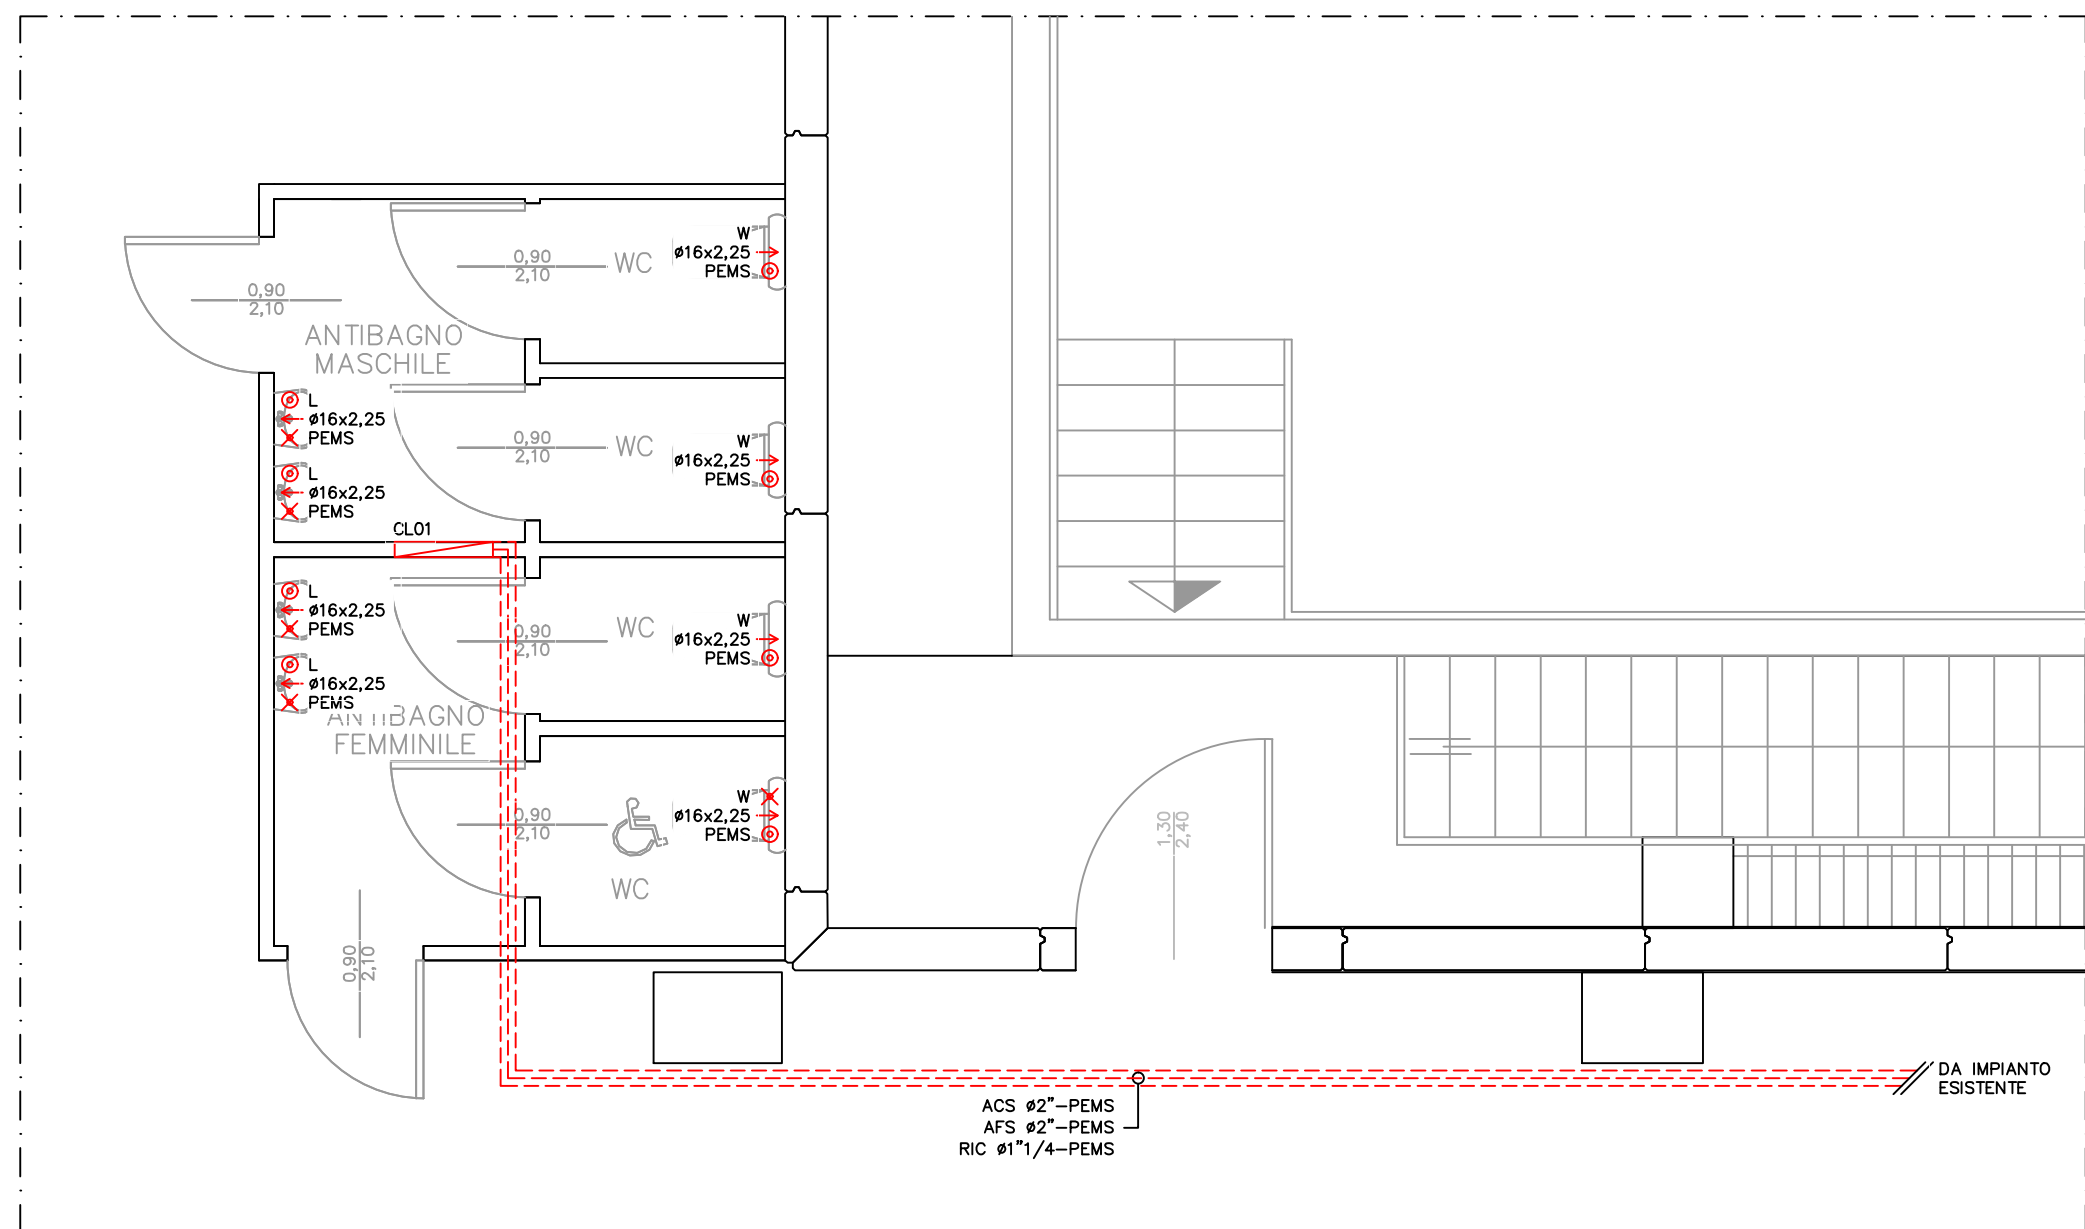 W
ø16x2,25
PEMS
0,90
2,10
WC
0,90
2,10
ANTIBAGNO
MASCHILE
L
ø16x2,25
PEMS
0,90
2,10
WC
W
ø16x2,25
PEMS
L
ø16x2,25
PEMS
CL01
L
ø16x2,25
PEMS
0,90
2,10
WC
W
ø16x2,25
PEMS
L
ø16x2,25
PEMS
ANTIBAGNO
FEMMINILE
0,90
2,10
W
ø16x2,25
PEMS
WC
1,30
2,40
0,90
2,10
DA IMPIANTO
ESISTENTE
ACS ø2"-PEMS
AFS ø2"-PEMS
RIC ø1"1/4-PEMS